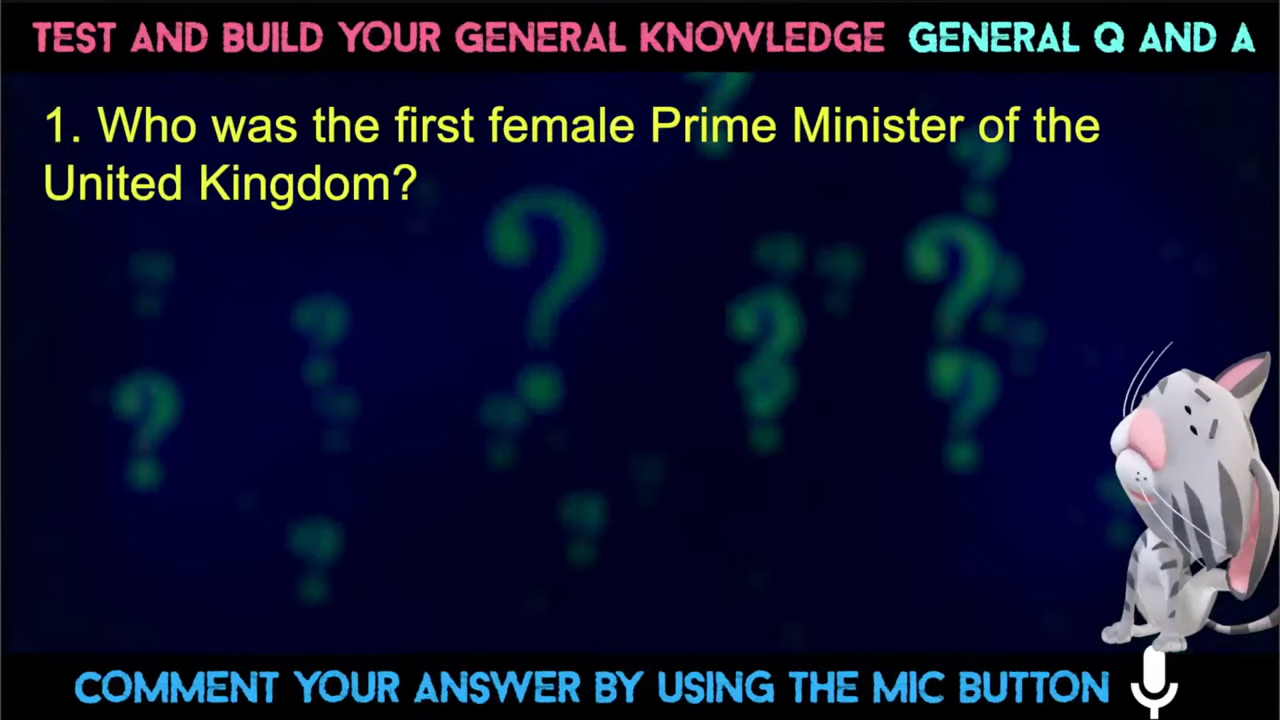 TEST AND BUILD YOUR GENERAL KNOWLEDGE GENERAL Q AND A
1. Who was the first female Prime Minister of the
United Kingdom?
COMMENT YOUR ANSWER BY USING THE MIC BUTTON